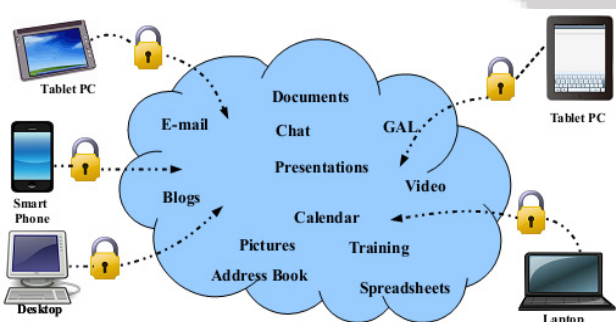 Tablet PC
Smart
Phone
Desktop
E-mail
Documents
Chat
GAL.
Presentations
Video
Blogs
Calendar
Pictures
Training
Address Book
Spreadsheets
Tablet PC
Laptop